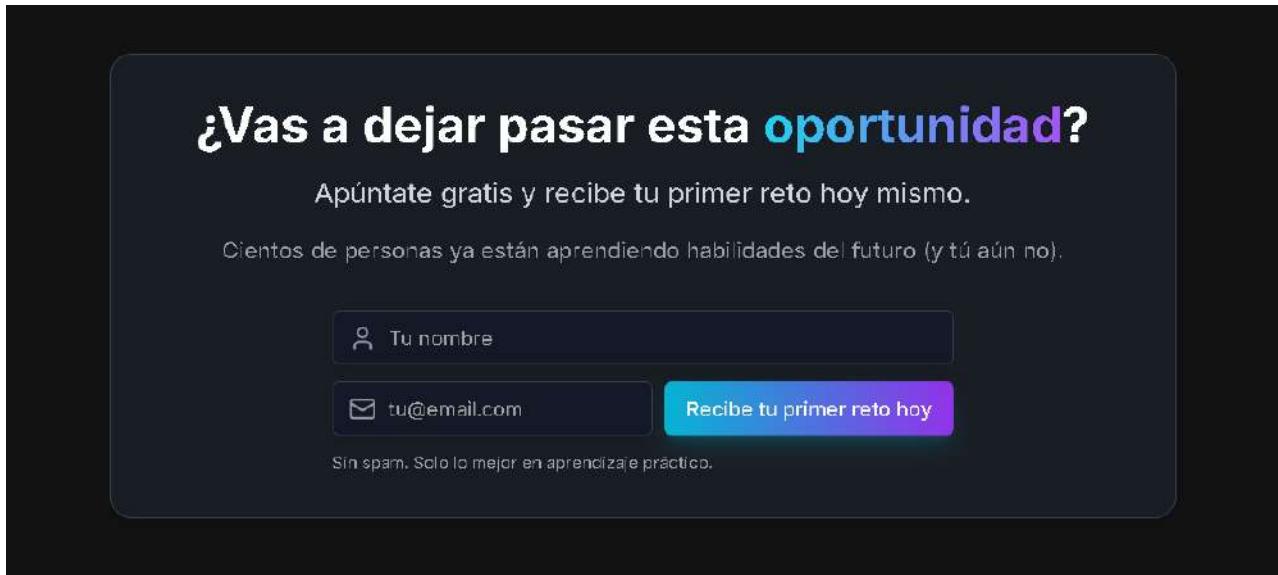 ¿Vas a dejar pasar esta oportunidad?
Apúntate gratis y recibe tu primer reto hoy mismo.
Cientos de personas ya están aprendiendo habilidades del futuro (y tú aún no).
Tu nombre
tu@email.com
Recibe tu primer reto hoy
Sin spam. Solo lo mejor en aprendizaje práctico.